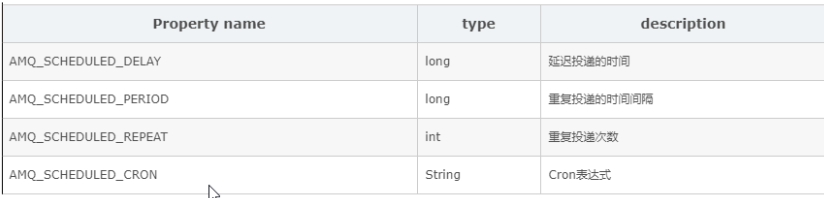 Property name type description
AMQ_SCHEDULED_DELAY long 延迟投递的时间
AMQ_SCHEDULED_PERIOD long 重复投递的时间间隔
AMQ_SCHEDULED_REPEAT int 重复投递次数
AMQ_SCHEDULED_CRON String Cron表达式